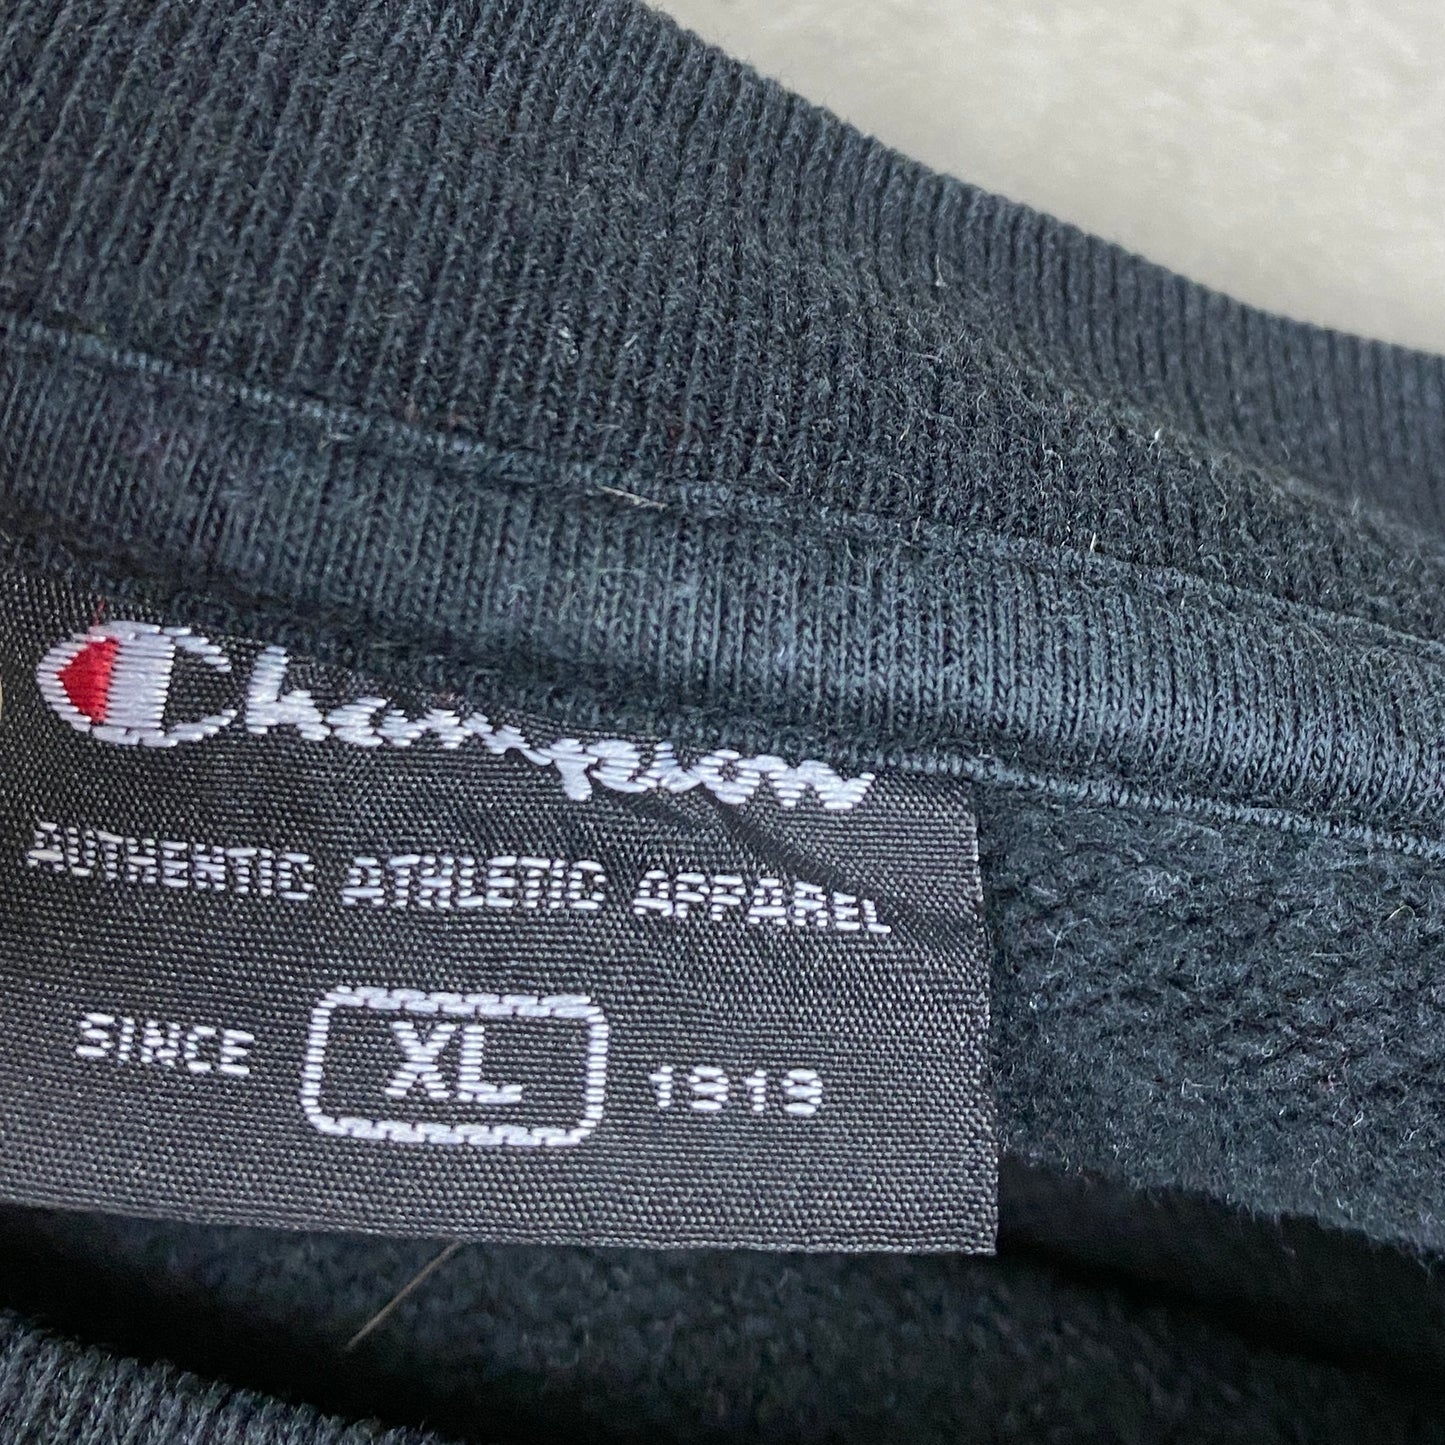 Champion
AUTHENTIC ATHLETIC APPAREL
SINCE XL 1919